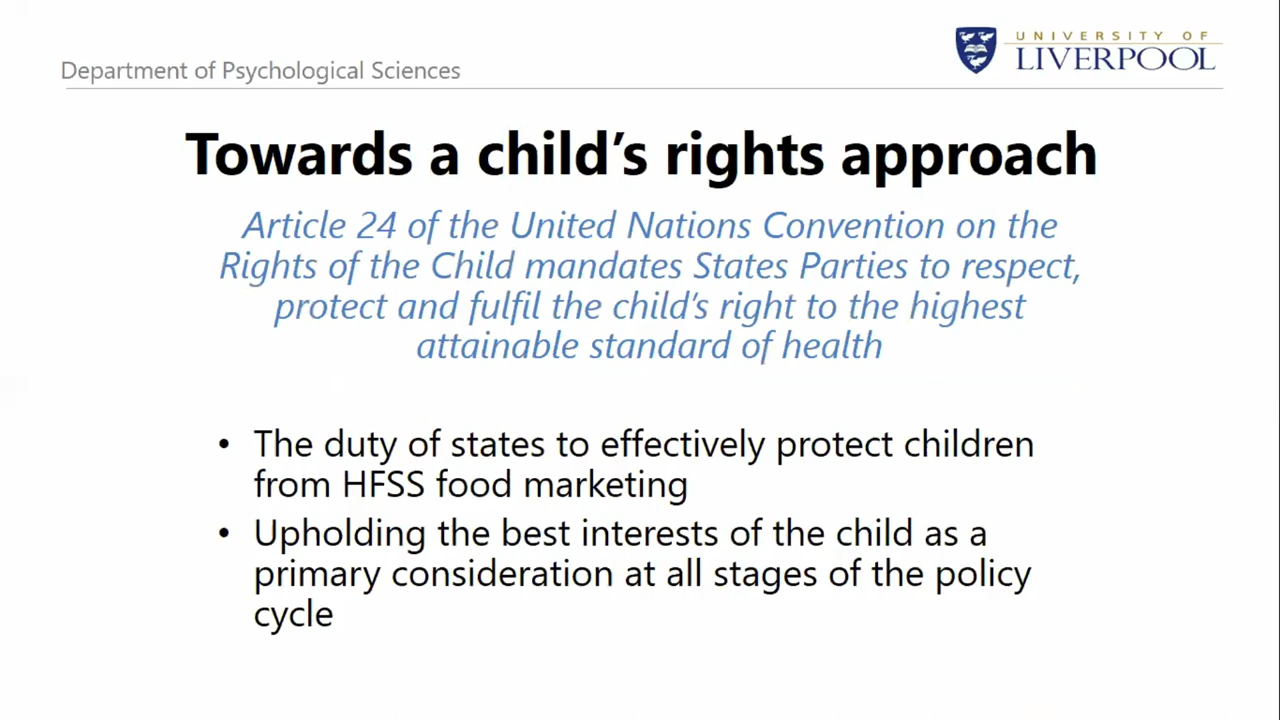 Department of Psychological Sciences
UNIVERSITY OF
LIVERPOOL
Towards a child’s rights approach
Article 24 of the United Nations Convention on the
Rights of the Child mandates States Parties to respect,
protect and fulfil the child’s right to the highest
attainable standard of health
• The duty of states to effectively protect children
from HFSS food marketing
• Upholding the best interests of the child as a
primary consideration at all stages of the policy
cycle